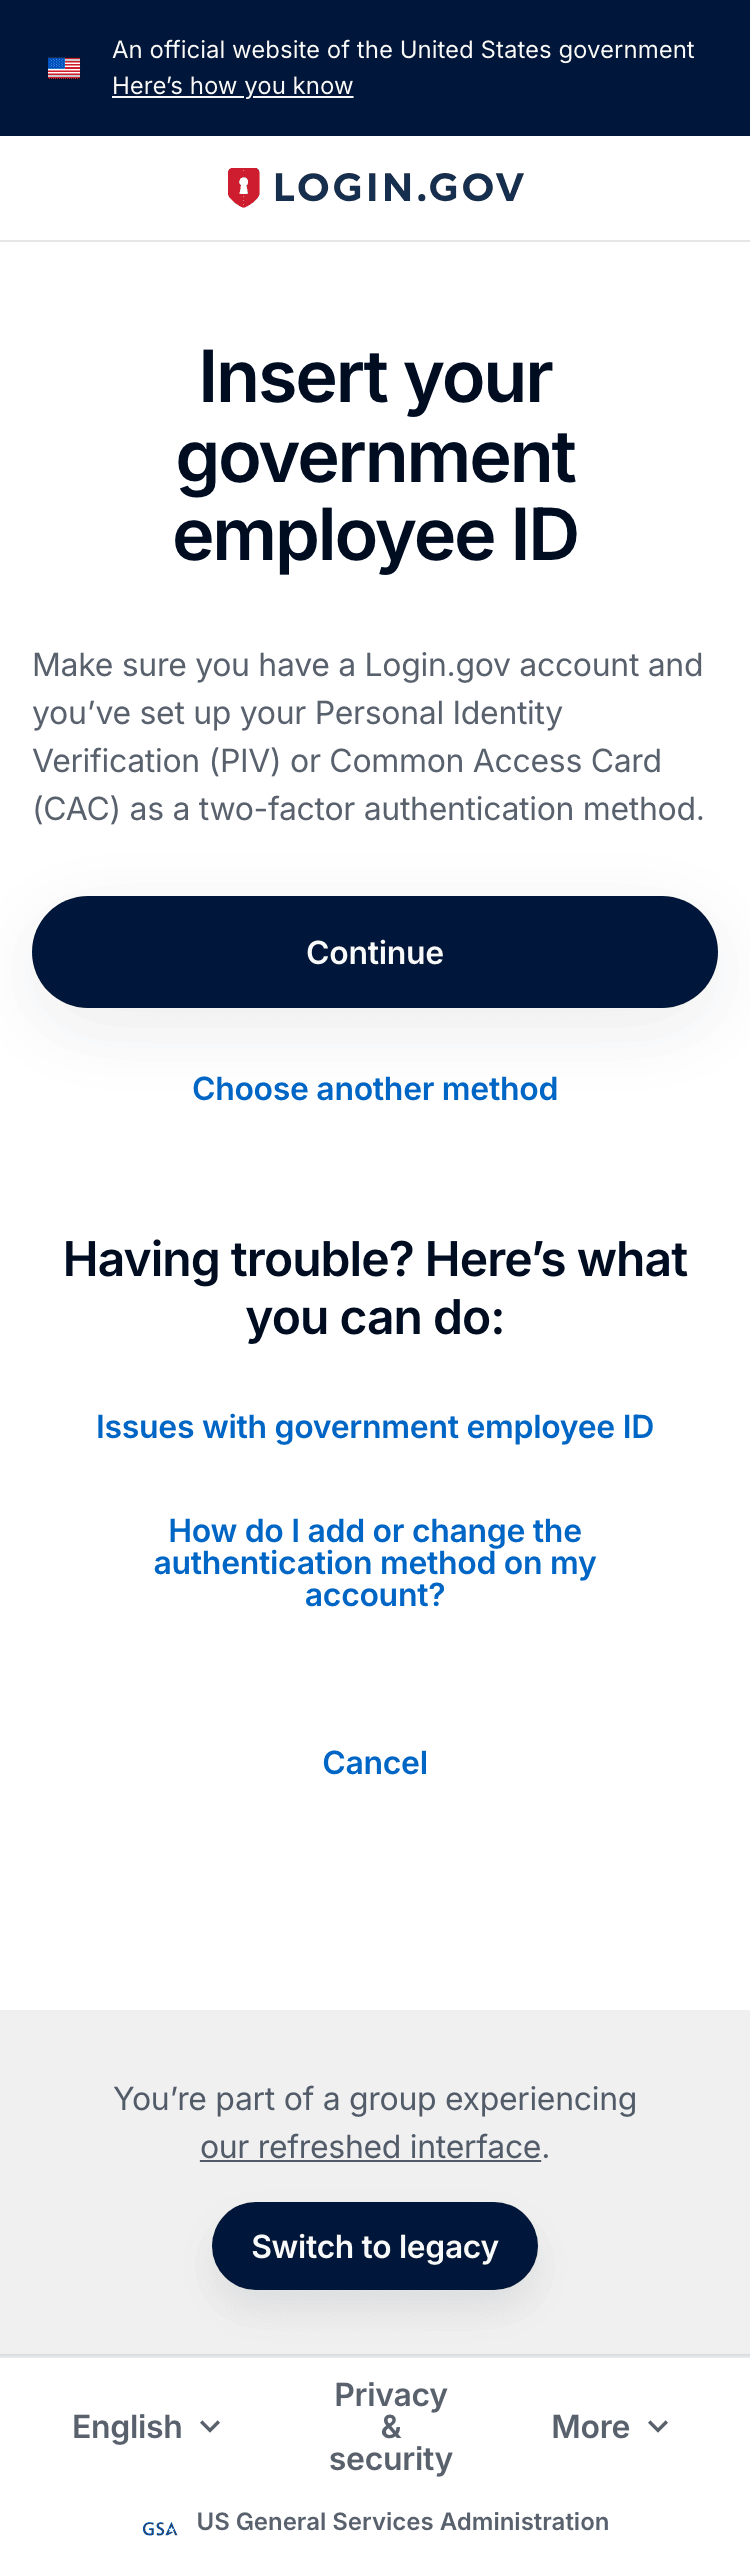 An official website of the United States government
Here’s how you know
LOGIN.GOV
Insert your
government
employee ID
Make sure you have a Login.gov account and
you’ve set up your Personal Identity
Verification (PIV) or Common Access Card
(CAC) as a two-factor authentication method.
Continue
Choose another method
Having trouble? Here’s what
you can do:
Issues with government employee ID
How do I add or change the
authentication method on my
account?
Cancel
You’re part of a group experiencing
our refreshed interface.
Switch to legacy
English
Privacy
&
security
More
GSA US General Services Administration